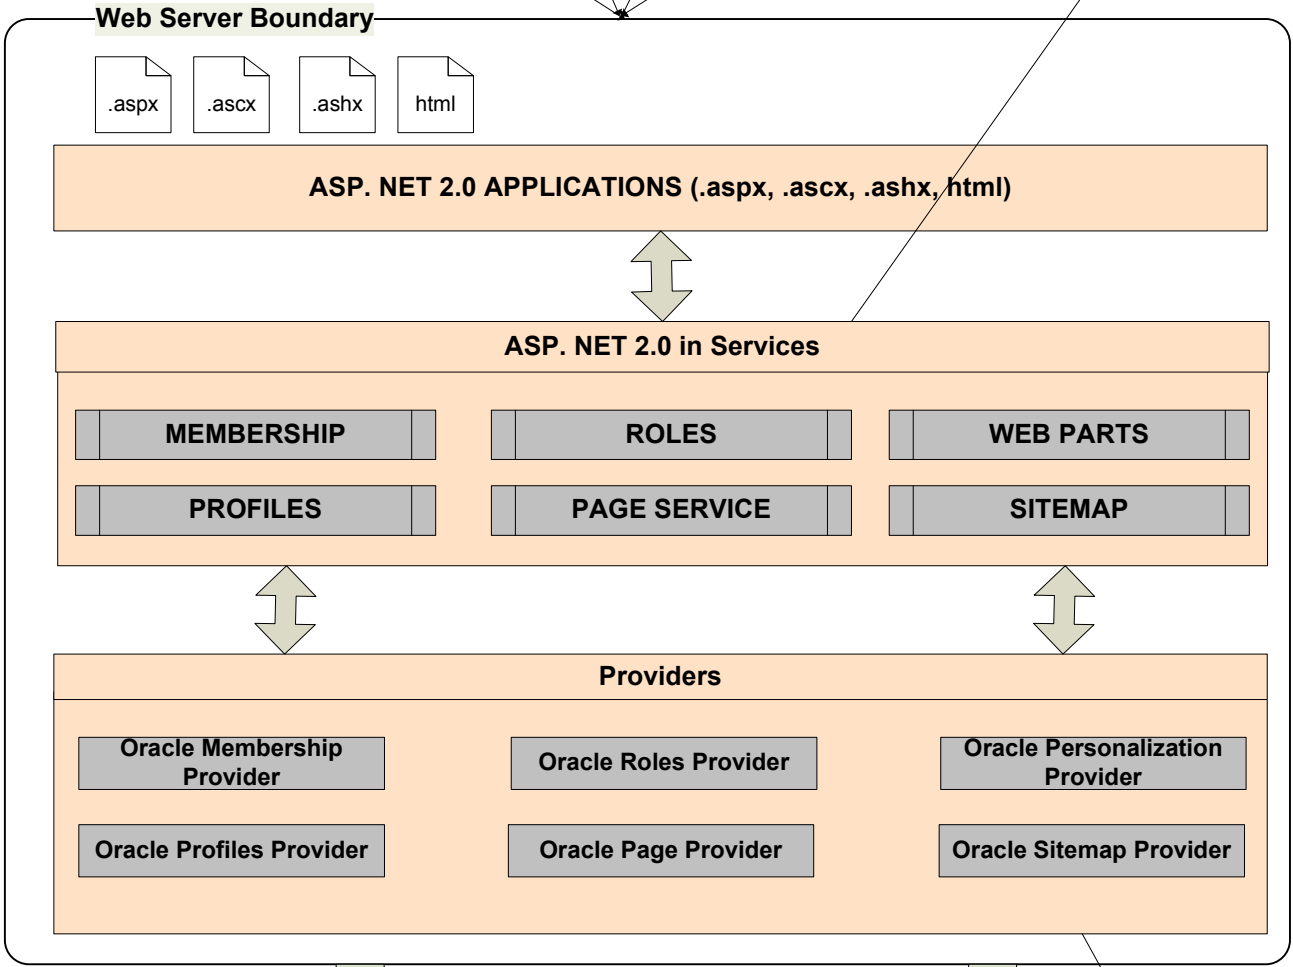 Web Server Boundary
.aspx
.ascx
.ashx
html
ASP. NET 2.0 APPLICATIONS (.aspx, .ascx, .ashx, html)
ASP. NET 2.0 in Services
MEMBERSHIP
ROLES
WEB PARTS
PROFILES
PAGE SERVICE
SITEMAP
Providers
Oracle Membership
Provider
Oracle Roles Provider
Oracle Personalization
Provider
Oracle Profiles Provider
Oracle Page Provider
Oracle Sitemap Provider